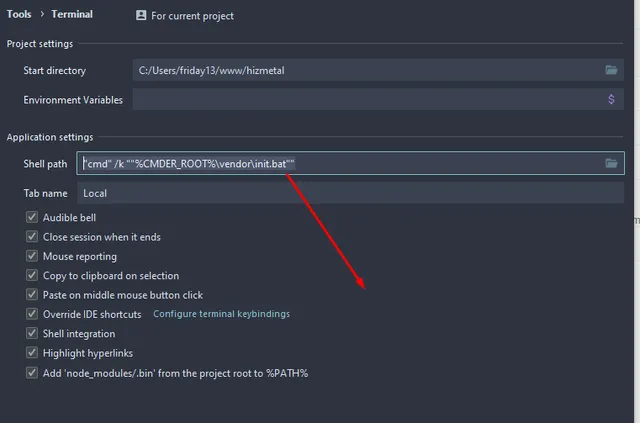 Tools › Terminal For current project
Project settings
Start directory C:/Users/friday13/www/hizmetal
Environment Variables $
Application settings
Shell path "cmd" /k ""%CMDER_ROOT%\vendor\init.bat""
Tab name Local
Audible bell
Close session when it ends
Mouse reporting
Copy to clipboard on selection
Paste on middle mouse button click
Override IDE shortcuts Configure terminal keybindings
Shell integration
Highlight hyperlinks
Add 'node_modules/.bin' from the project root to %PATH%